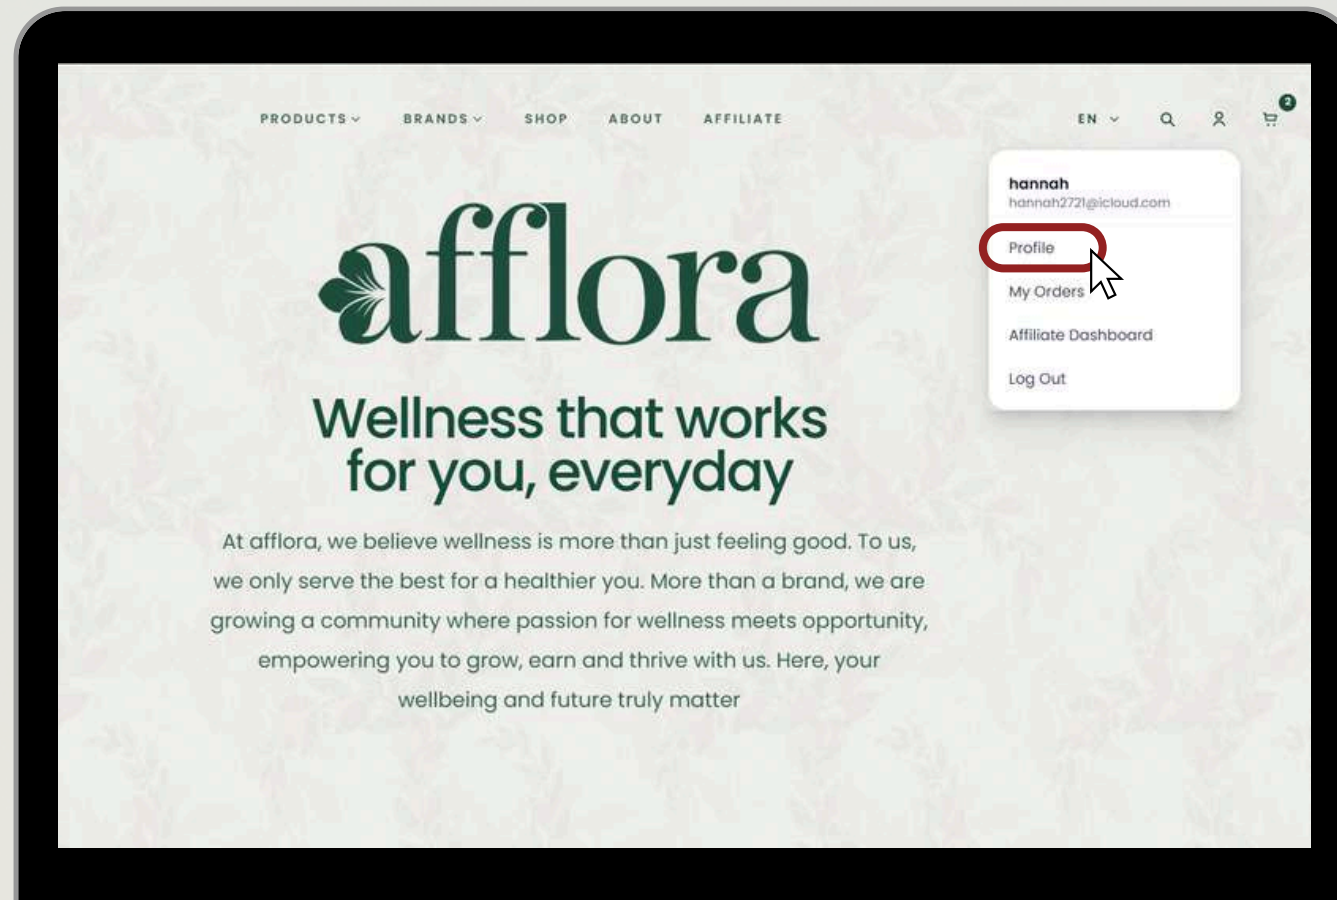 PRODUCTS BRANDS SHOP ABOUT AFFILIATE EN 2
hannah
hannah2721@icloud.com
Profile
My Orders
Affiliate Dashboard
Log Out
afflora
Wellness that works
for you, everyday
At afflora, we believe wellness is more than just feeling good. To us,
we only serve the best for a healthier you. More than a brand, we are
growing a community where passion for wellness meets opportunity,
empowering you to grow, earn and thrive with us. Here, your
wellbeing and future truly matter